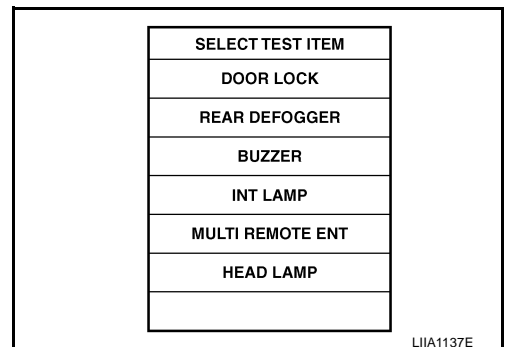 SELECT TEST ITEM
DOOR LOCK
REAR DEFOGGER
BUZZER
INT LAMP
MULTI REMOTE ENT
HEAD LAMP
LIIA1137E